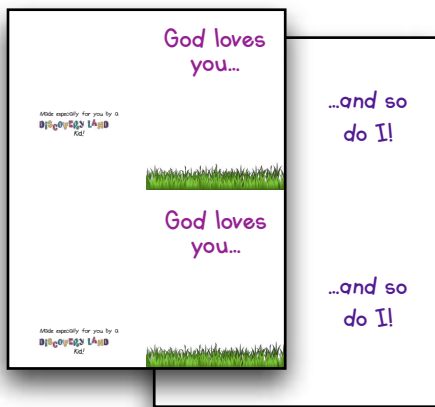 God loves
you...
Made especially for you by a
DISCOVERY LAND
Kid!
God loves
you...
Made especially for you by a
DISCOVERY LAND
Kid!
...and so
do I!
...and so
do I!